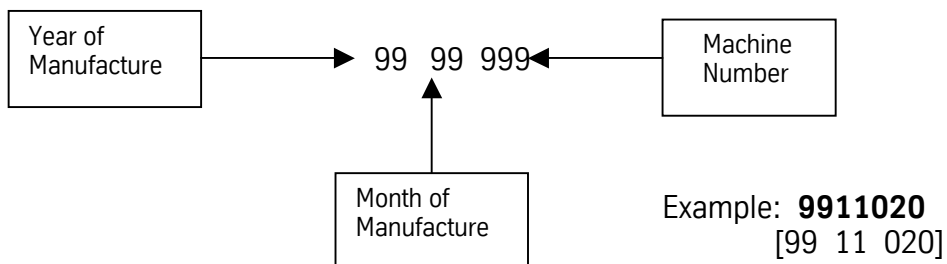 Year of
Manufacture
99 99 999
Machine
Number
Month of
Manufacture
Example: 9911020
[99 11 020]